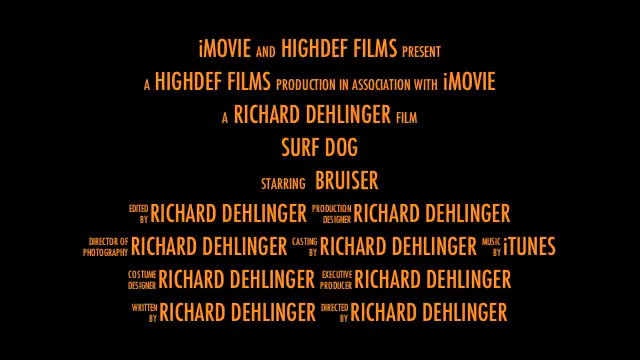 iMOVIE AND HIGHDEF FILMS PRESENT
A HIGHDEF FILMS PRODUCTION IN ASSOCIATION WITH iMOVIE
A RICHARD DEHLINGER FILM
SURF DOG
STARRING BRUISER
EDITED BY RICHARD DEHLINGER PRODUCTION DESIGNER RICHARD DEHLINGER
DIRECTOR OF PHOTOGRAPHY RICHARD DEHLINGER CASTING BY RICHARD DEHLINGER MUSIC BY iTUNES
COSTUME DESIGNER RICHARD DEHLINGER EXECUTIVE PRODUCER RICHARD DEHLINGER
WRITTEN BY RICHARD DEHLINGER DIRECTED BY RICHARD DEHLINGER